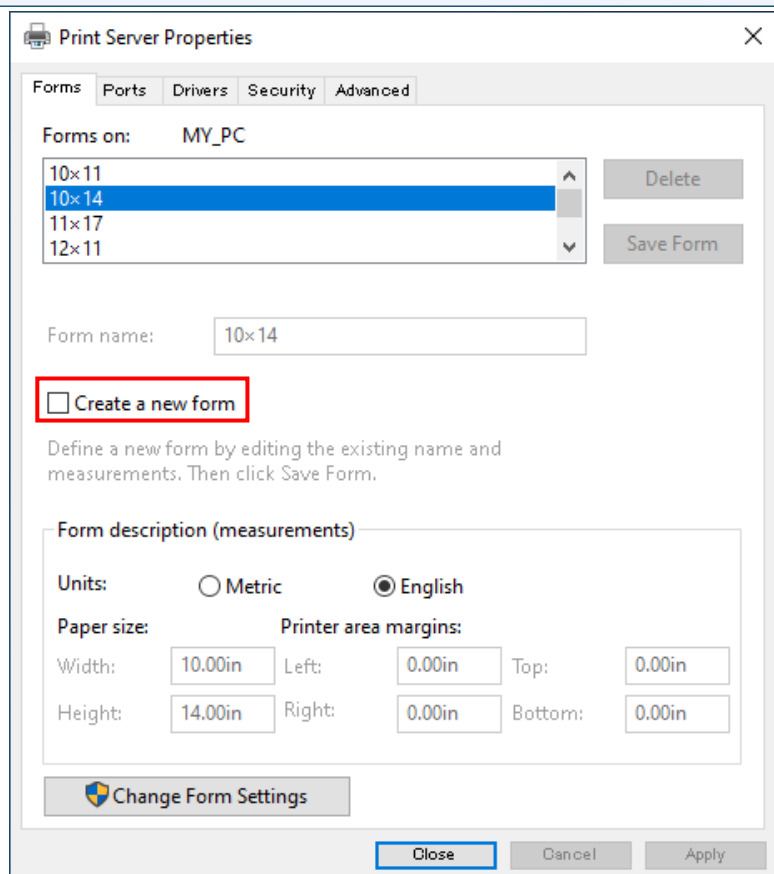 Print Server Properties
Forms Ports Drivers Security Advanced
Forms on: MY_PC
10×11
10×14
11×17
12×11
Delete
Save Form
Form name: 10×14
Create a new form
Define a new form by editing the existing name and
measurements. Then click Save Form.
Form description (measurements)
Units: Metric English
Paper size: Printer area margins:
Width: 10.00in Left: 0.00in Top: 0.00in
Height: 14.00in Right: 0.00in Bottom: 0.00in
Change Form Settings
Close Cancel Apply